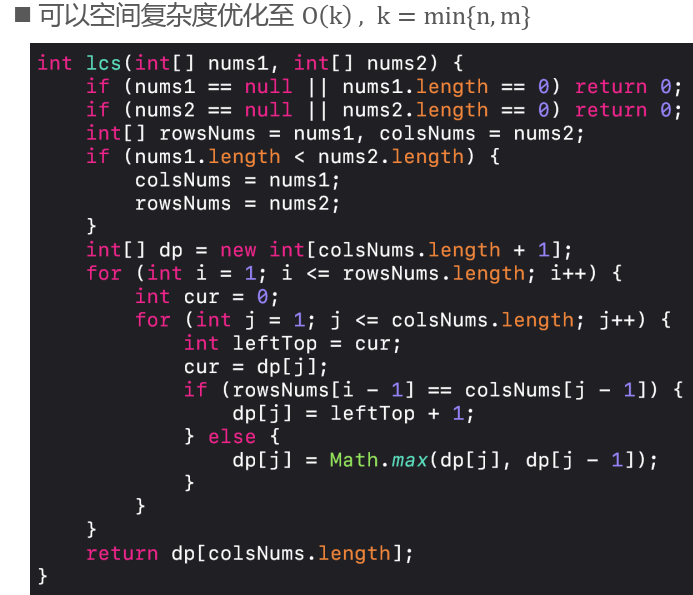 ■ 可以空间复杂度优化至 O(k) , k = min{n, m}
int lcs(int[] nums1, int[] nums2) {
    if (nums1 == null || nums1.length == 0) return 0;
    if (nums2 == null || nums2.length == 0) return 0;
    int[] rowsNums = nums1, colsNums = nums2;
    if (nums1.length < nums2.length) {
        colsNums = nums1;
        rowsNums = nums2;
    }
    int[] dp = new int[colsNums.length + 1];
    for (int i = 1; i <= rowsNums.length; i++) {
        int cur = 0;
        for (int j = 1; j <= colsNums.length; j++) {
            int leftTop = cur;
            cur = dp[j];
            if (rowsNums[i - 1] == colsNums[j - 1]) {
                dp[j] = leftTop + 1;
            } else {
                dp[j] = Math.max(dp[j], dp[j - 1]);
            }
        }
    }
    return dp[colsNums.length];
}